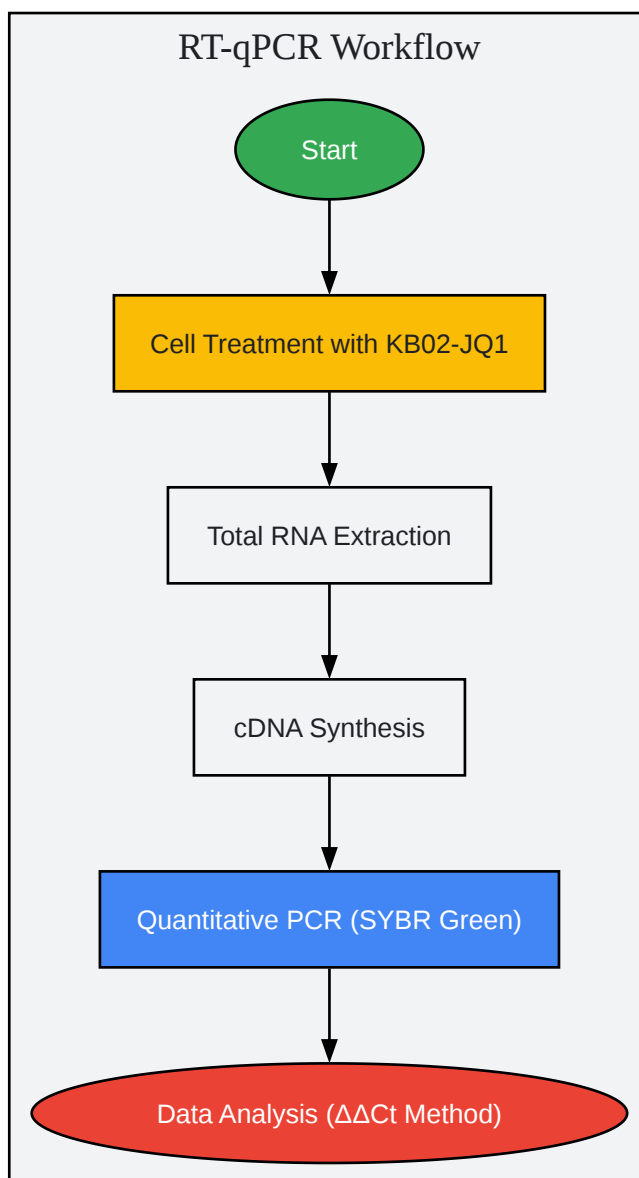 RT-qPCR Workflow
Start
Cell Treatment with KB02-JQ1
Total RNA Extraction
cDNA Synthesis
Quantitative PCR (SYBR Green)
Data Analysis (ΔΔCt Method)